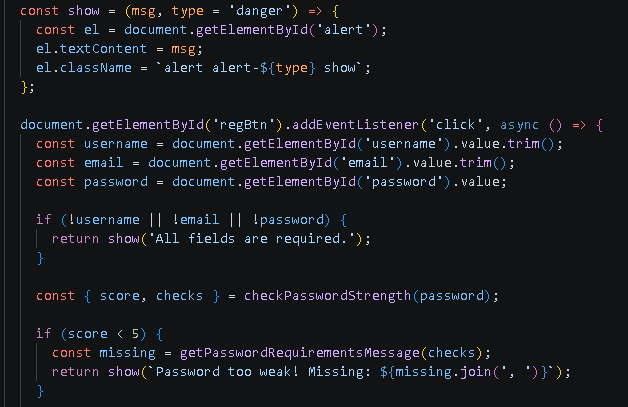 const show = (msg, type = 'danger') => {
  const el = document.getElementById('alert');
  el.textContent = msg;
  el.className = `alert alert-${type} show`;
};

document.getElementById('regBtn').addEventListener('click', async () => {
  const username = document.getElementById('username').value.trim();
  const email = document.getElementById('email').value.trim();
  const password = document.getElementById('password').value;

  if (!username || !email || !password) {
    return show('All fields are required.');
  }

  const { score, checks } = checkPasswordStrength(password);

  if (score < 5) {
    const missing = getPasswordRequirementsMessage(checks);
    return show(`Password too weak! Missing: ${missing.join(', ')}`);
  }